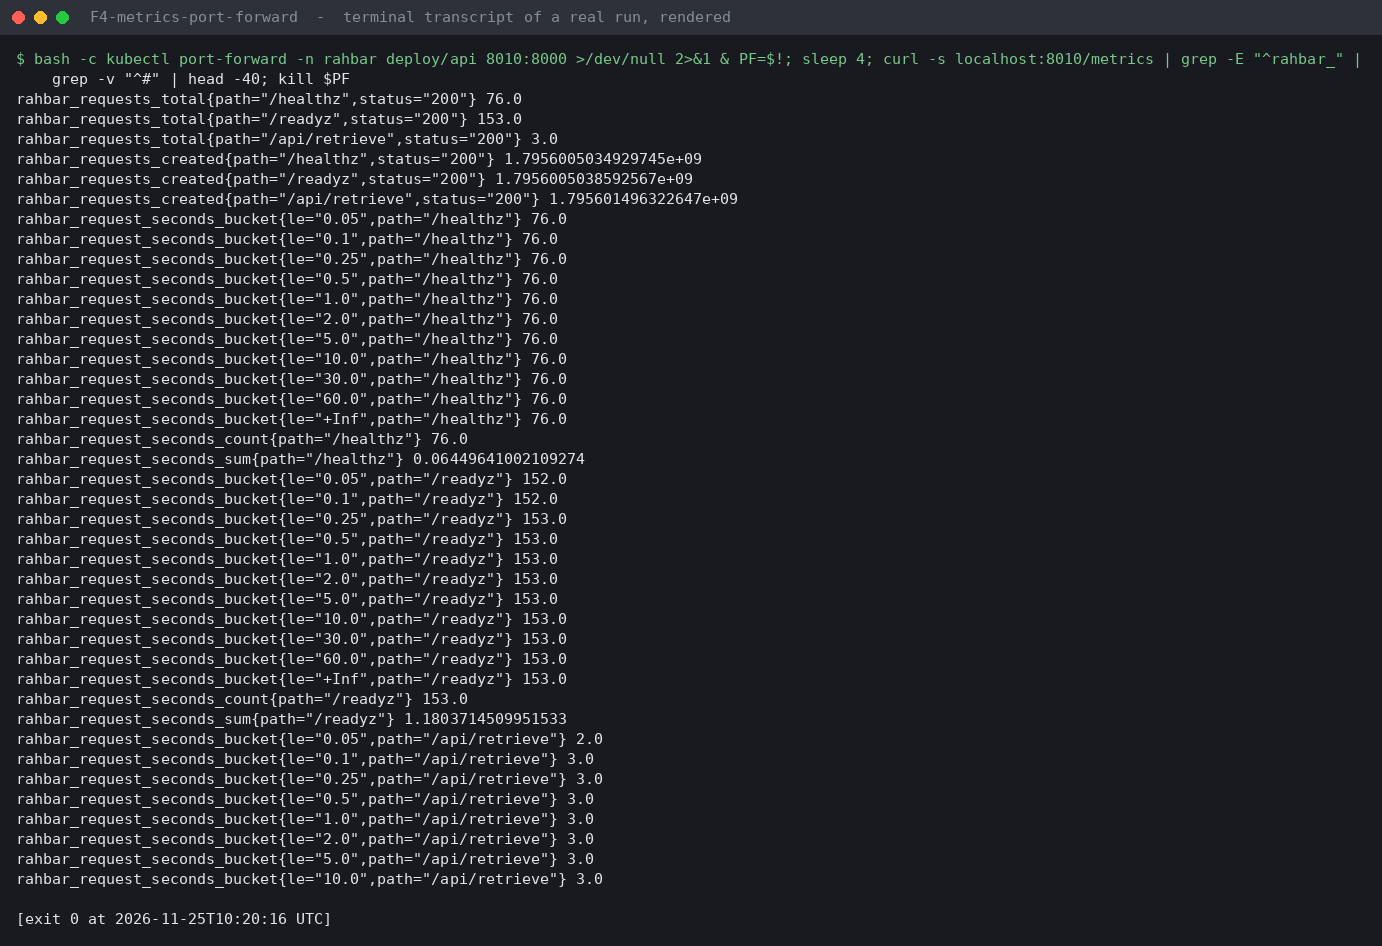 F4-metrics-port-forward  -  terminal transcript of a real run, rendered
$ bash -c kubectl port-forward -n rahbar deploy/api 8010:8000 >/dev/null 2>&1 & PF=$!; sleep 4; curl -s localhost:8010/metrics | grep -E "^rahbar_" |
    grep -v "^#" | head -40; kill $PF
rahbar_requests_total{path="/healthz",status="200"} 76.0
rahbar_requests_total{path="/readyz",status="200"} 153.0
rahbar_requests_total{path="/api/retrieve",status="200"} 3.0
rahbar_requests_created{path="/healthz",status="200"} 1.7956005034929745e+09
rahbar_requests_created{path="/readyz",status="200"} 1.7956005038592567e+09
rahbar_requests_created{path="/api/retrieve",status="200"} 1.795601496322647e+09
rahbar_request_seconds_bucket{le="0.05",path="/healthz"} 76.0
rahbar_request_seconds_bucket{le="0.1",path="/healthz"} 76.0
rahbar_request_seconds_bucket{le="0.25",path="/healthz"} 76.0
rahbar_request_seconds_bucket{le="0.5",path="/healthz"} 76.0
rahbar_request_seconds_bucket{le="1.0",path="/healthz"} 76.0
rahbar_request_seconds_bucket{le="2.0",path="/healthz"} 76.0
rahbar_request_seconds_bucket{le="5.0",path="/healthz"} 76.0
rahbar_request_seconds_bucket{le="10.0",path="/healthz"} 76.0
rahbar_request_seconds_bucket{le="30.0",path="/healthz"} 76.0
rahbar_request_seconds_bucket{le="60.0",path="/healthz"} 76.0
rahbar_request_seconds_bucket{le="+Inf",path="/healthz"} 76.0
rahbar_request_seconds_count{path="/healthz"} 76.0
rahbar_request_seconds_sum{path="/healthz"} 0.06449641002109274
rahbar_request_seconds_bucket{le="0.05",path="/readyz"} 152.0
rahbar_request_seconds_bucket{le="0.1",path="/readyz"} 152.0
rahbar_request_seconds_bucket{le="0.25",path="/readyz"} 153.0
rahbar_request_seconds_bucket{le="0.5",path="/readyz"} 153.0
rahbar_request_seconds_bucket{le="1.0",path="/readyz"} 153.0
rahbar_request_seconds_bucket{le="2.0",path="/readyz"} 153.0
rahbar_request_seconds_bucket{le="5.0",path="/readyz"} 153.0
rahbar_request_seconds_bucket{le="10.0",path="/readyz"} 153.0
rahbar_request_seconds_bucket{le="30.0",path="/readyz"} 153.0
rahbar_request_seconds_bucket{le="60.0",path="/readyz"} 153.0
rahbar_request_seconds_bucket{le="+Inf",path="/readyz"} 153.0
rahbar_request_seconds_count{path="/readyz"} 153.0
rahbar_request_seconds_sum{path="/readyz"} 1.1803714509951533
rahbar_request_seconds_bucket{le="0.05",path="/api/retrieve"} 2.0
rahbar_request_seconds_bucket{le="0.1",path="/api/retrieve"} 3.0
rahbar_request_seconds_bucket{le="0.25",path="/api/retrieve"} 3.0
rahbar_request_seconds_bucket{le="0.5",path="/api/retrieve"} 3.0
rahbar_request_seconds_bucket{le="1.0",path="/api/retrieve"} 3.0
rahbar_request_seconds_bucket{le="2.0",path="/api/retrieve"} 3.0
rahbar_request_seconds_bucket{le="5.0",path="/api/retrieve"} 3.0
rahbar_request_seconds_bucket{le="10.0",path="/api/retrieve"} 3.0
[exit 0 at 2026-11-25T10:20:16 UTC]